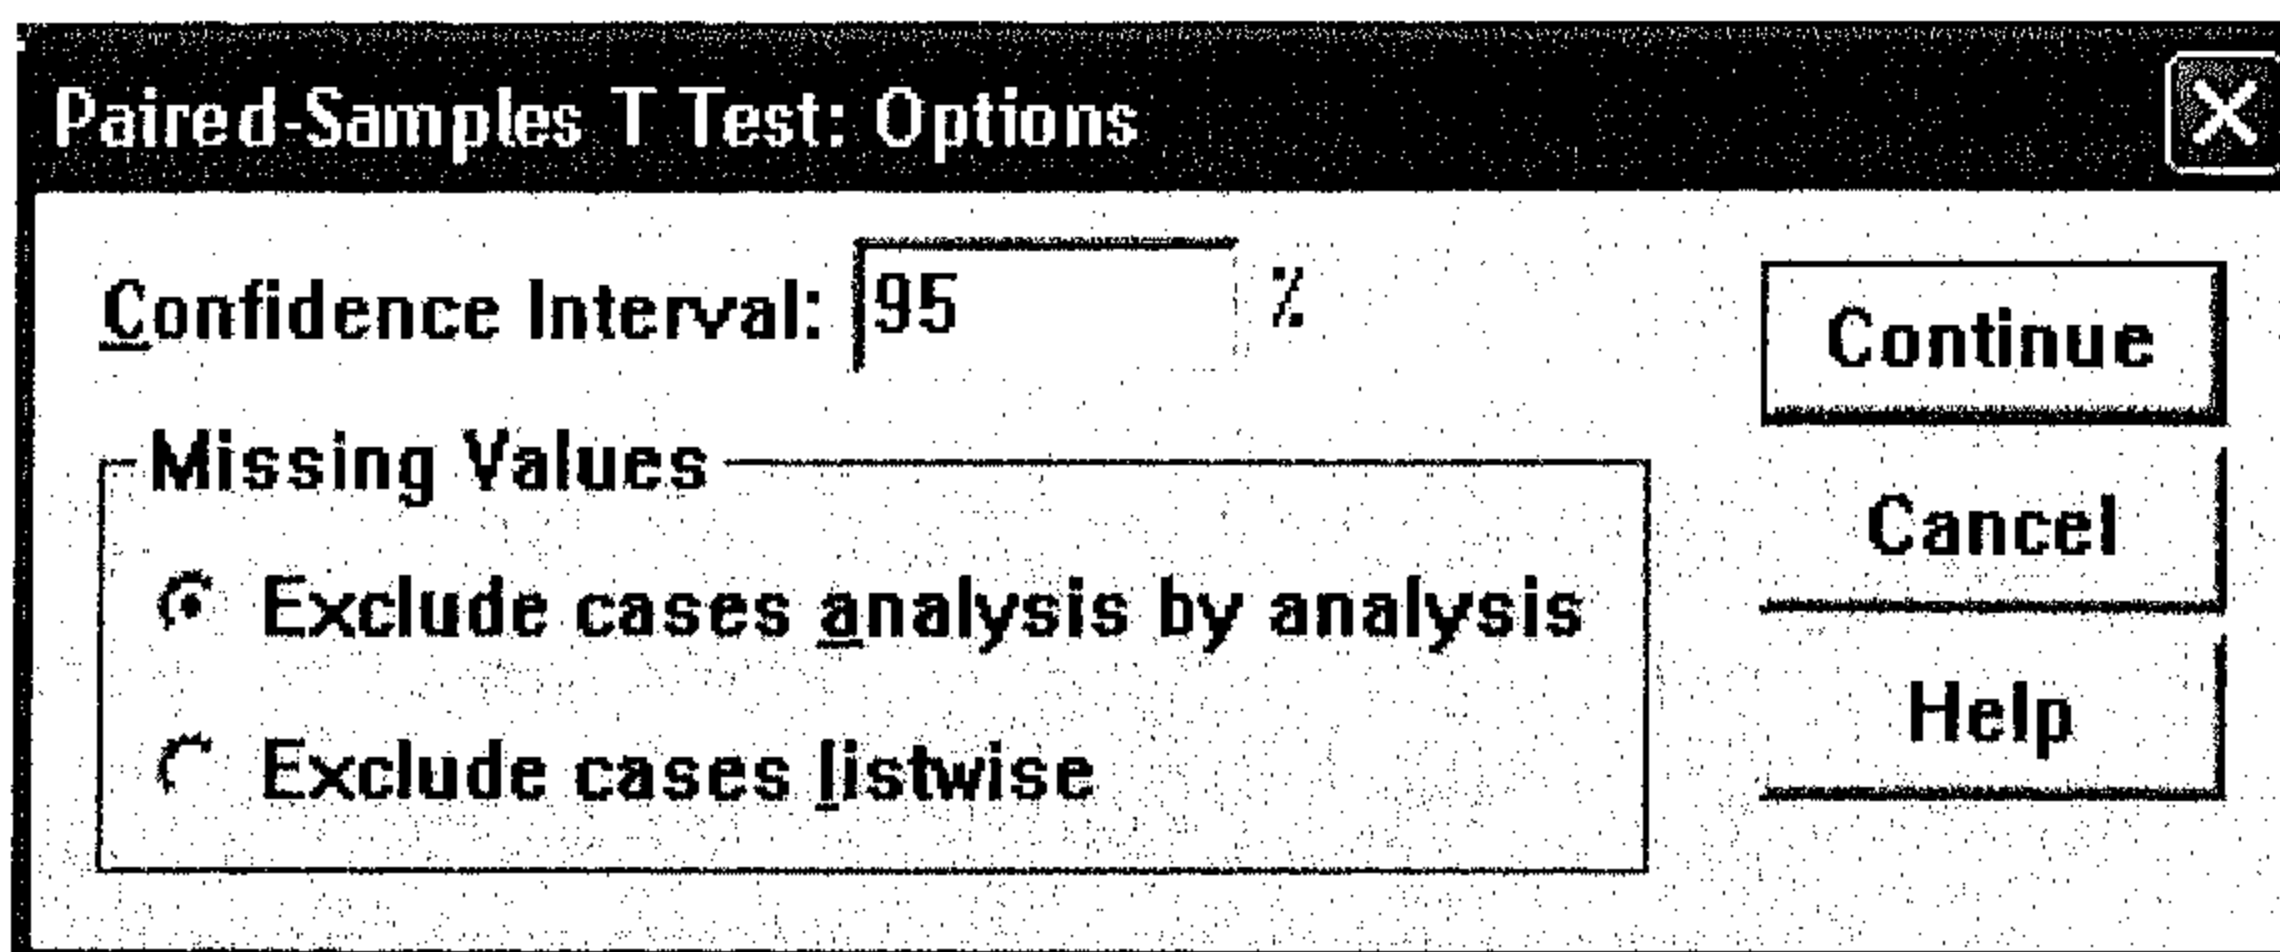 Paired-Samples T Test: Options
Confidence Interval: 95 %
Continue
Missing Values
Cancel
Exclude cases analysis by analysis
Help
Exclude cases listwise